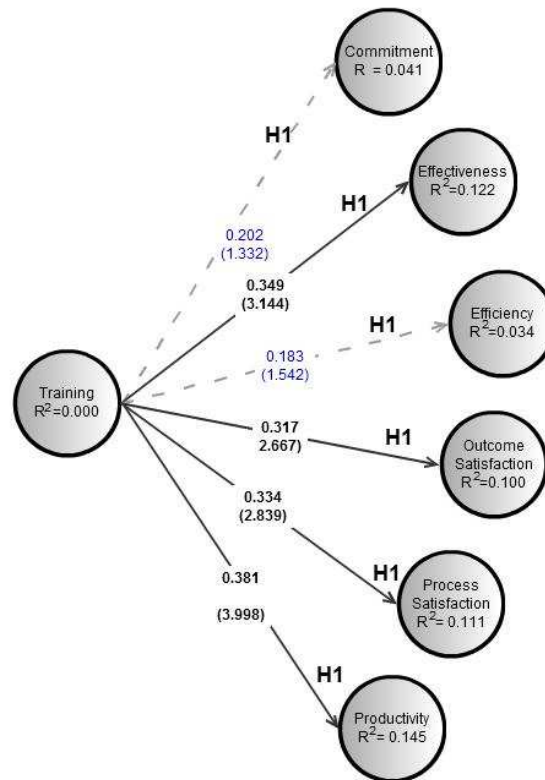 Commitment
R = 0.041
H1
Effectiveness
R²=0.122
H1
0.202
(1.332)
0.349
(3.144)
Efficiency
R²=0.034
H1
0.183
(1.542)
Training
R²=0.000
H1
0.317
2.667)
Outcome
Satisfaction
R²=0.100
0.334
(2.839)
H1
Process
Satisfaction
R²= 0.111
0.381
(3.998)
H1
Productivity
R²= 0.145